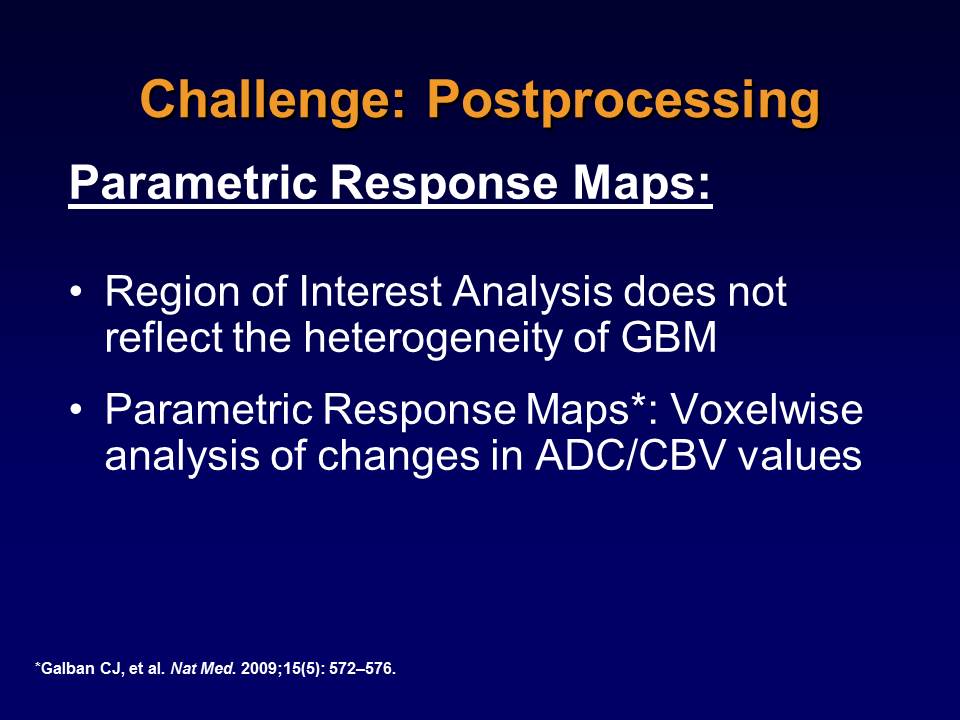 Challenge: Postprocessing
Parametric Response Maps:
• Region of Interest Analysis does not
reflect the heterogeneity of GBM
• Parametric Response Maps*: Voxelwise
analysis of changes in ADC/CBV values
*Galban CJ, et al. Nat Med. 2009;15(5): 572–576.